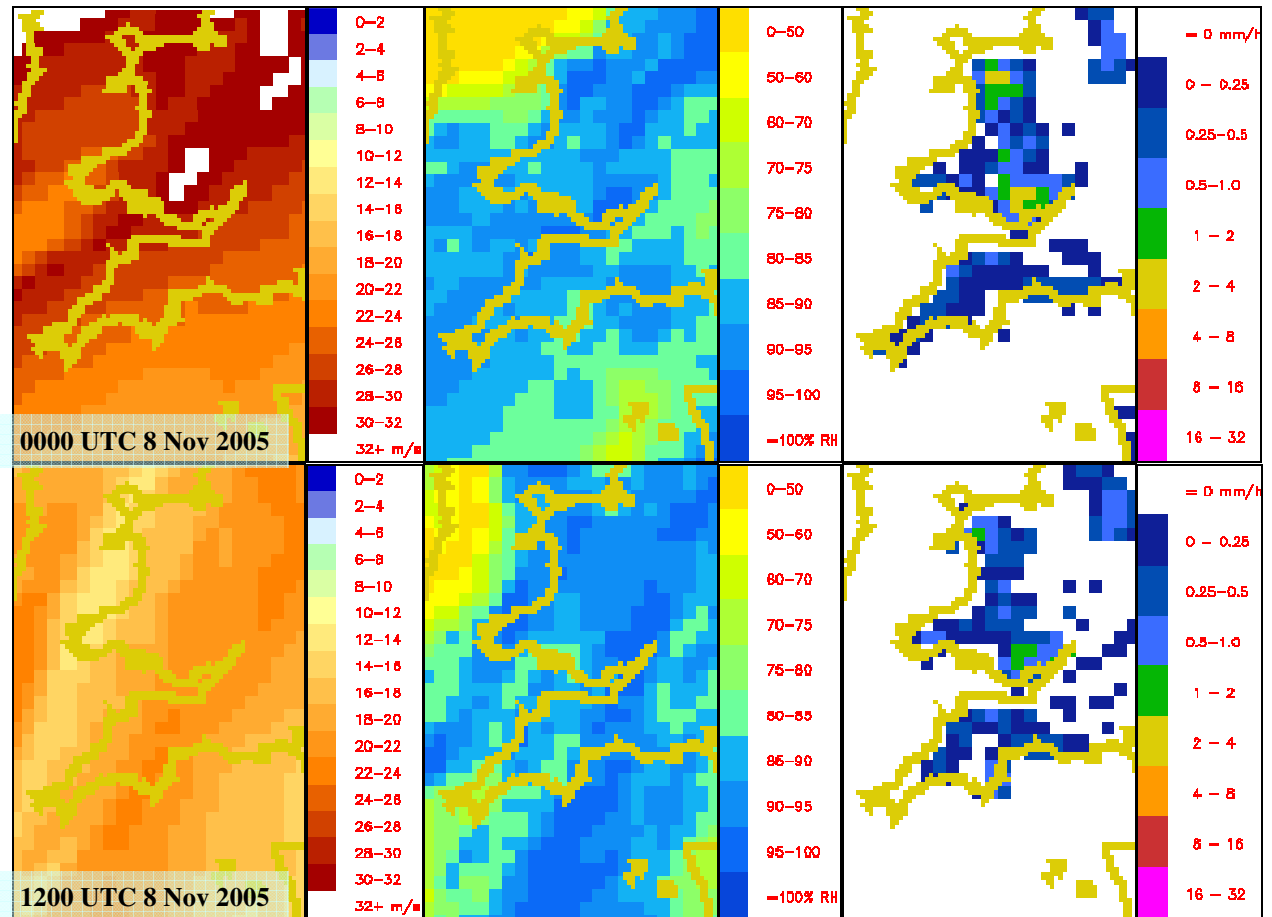 0-2
2-4
4-6
6-8
8-10
10-12
12-14
14-16
16-18
18-20
20-22
22-24
24-26
26-28
28-30
30-32
32+ m/s
0-50
50-60
60-70
70-75
75-80
80-85
85-90
90-95
95-100
=100% RH
= 0 mm/h
0 - 0.25
0.25-0.5
0.5-1.0
1 - 2
2 - 4
4 - 8
8 - 16
16 - 32
0000 UTC 8 Nov 2005
0-2
2-4
4-6
6-8
8-10
10-12
12-14
14-16
16-18
18-20
20-22
22-24
24-26
26-28
28-30
30-32
32+ m/s
0-50
50-60
60-70
70-75
75-80
80-85
85-90
90-95
95-100
=100% RH
= 0 mm/h
0 - 0.25
0.25-0.5
0.5-1.0
1 - 2
2 - 4
4 - 8
8 - 16
16 - 32
1200 UTC 8 Nov 2005